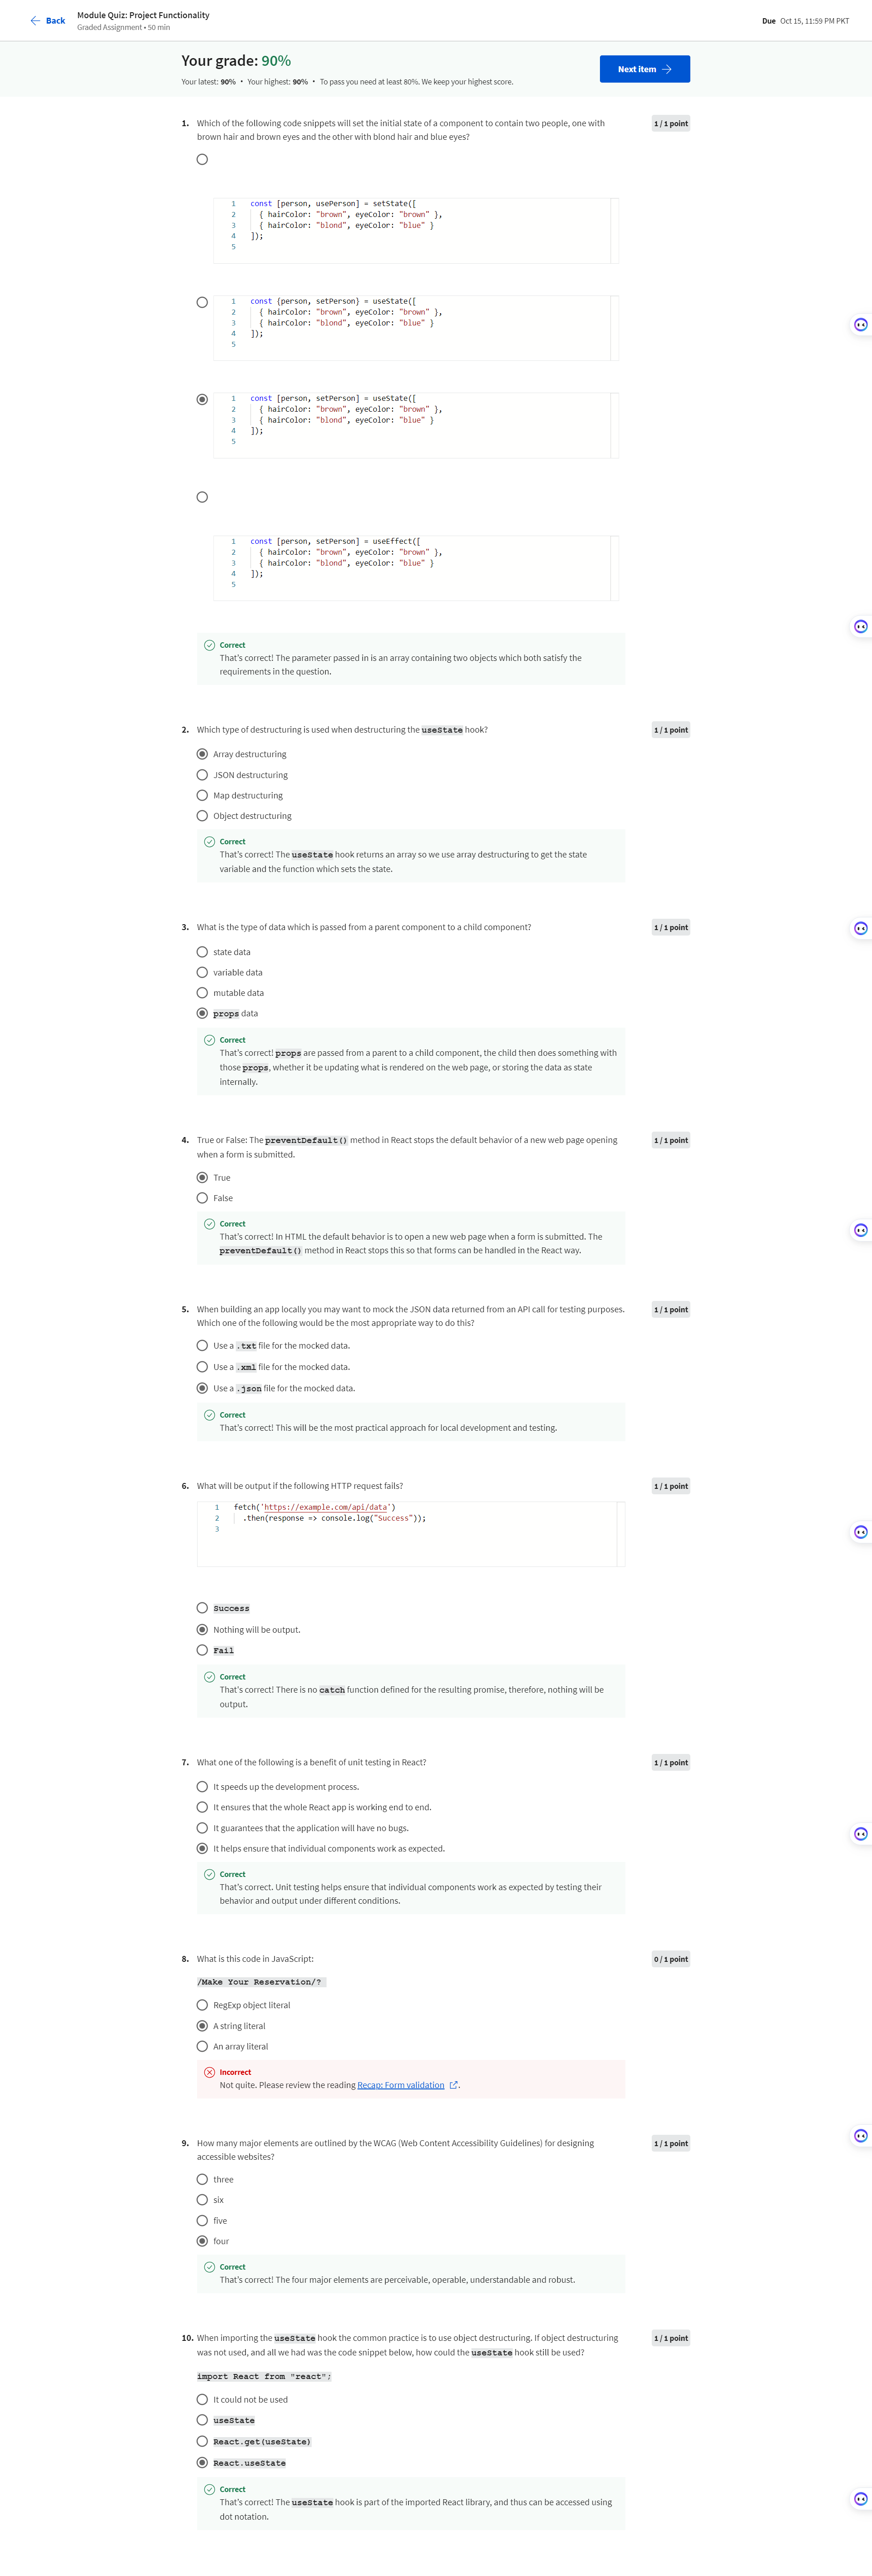 Back
Module Quiz: Project Functionality
Graded Assignment • 50 min
Due Oct 15, 11:59 PM PKT
Your grade: 90%
Your latest: 90% • Your highest: 90% • To pass you need at least 80%. We keep your highest score.
Next item
1. Which of the following code snippets will set the initial state of a component to contain two people, one with
brown hair and brown eyes and the other with blond hair and blue eyes?
1 / 1 point
1 const [person, usePerson] = setState([
2 { hairColor: "brown", eyeColor: "brown" },
3 { hairColor: "blond", eyeColor: "blue" }
4 ]);
5
1 const {person, setPerson} = useState([
2 { hairColor: "brown", eyeColor: "brown" },
3 { hairColor: "blond", eyeColor: "blue" }
4 ]);
5
1 const [person, setPerson] = useState([
2 { hairColor: "brown", eyeColor: "brown" },
3 { hairColor: "blond", eyeColor: "blue" }
4 ]);
5
1 const [person, setPerson] = useEffect([
2 { hairColor: "brown", eyeColor: "brown" },
3 { hairColor: "blond", eyeColor: "blue" }
4 ]);
5
Correct
That's correct! The parameter passed in is an array containing two objects which both satisfy the
requirements in the question.
2. Which type of destructuring is used when destructuring the useState hook?
1 / 1 point
Array destructuring
JSON destructuring
Map destructuring
Object destructuring
Correct
That's correct! The useState hook returns an array so we use array destructuring to get the state
variable and the function which sets the state.
3. What is the type of data which is passed from a parent component to a child component?
1 / 1 point
state data
variable data
mutable data
props data
Correct
That's correct! props are passed from a parent to a child component, the child then does something with
those props, whether it be updating what is rendered on the web page, or storing the data as state
internally.
4. True or False: The preventDefault() method in React stops the default behavior of a new web page opening
when a form is submitted.
1 / 1 point
True
False
Correct
That's correct! In HTML the default behavior is to open a new web page when a form is submitted. The
preventDefault() method in React stops this so that forms can be handled in the React way.
5. When building an app locally you may want to mock the JSON data returned from an API call for testing purposes.
Which one of the following would be the most appropriate way to do this?
1 / 1 point
Use a .txt file for the mocked data.
Use a .xml file for the mocked data.
Use a .json file for the mocked data.
Correct
That's correct! This will be the most practical approach for local development and testing.
6. What will be output if the following HTTP request fails?
1 / 1 point
1 fetch('https://example.com/api/data')
2 .then(response => console.log("Success"));
3
Success
Nothing will be output.
Fail
Correct
That's correct! There is no catch function defined for the resulting promise, therefore, nothing will be
output.
7. What one of the following is a benefit of unit testing in React?
1 / 1 point
It speeds up the development process.
It ensures that the whole React app is working end to end.
It guarantees that the application will have no bugs.
It helps ensure that individual components work as expected.
Correct
That's correct. Unit testing helps ensure that individual components work as expected by testing their
behavior and output under different conditions.
8. What is this code in JavaScript:
0 / 1 point
/Make Your Reservation/?
RegExp object literal
A string literal
An array literal
Incorrect
Not quite. Please review the reading Recap: Form validation .
9. How many major elements are outlined by the WCAG (Web Content Accessibility Guidelines) for designing
accessible websites?
1 / 1 point
three
six
five
four
Correct
That's correct! The four major elements are perceivable, operable, understandable and robust.
10. When importing the useState hook the common practice is to use object destructuring. If object destructuring
was not used, and all we had was the code snippet below, how could the useState hook still be used?
1 / 1 point
import React from "react";
It could not be used
useState
React.get(useState)
React.useState
Correct
That's correct! The useState hook is part of the imported React library, and thus can be accessed using
dot notation.